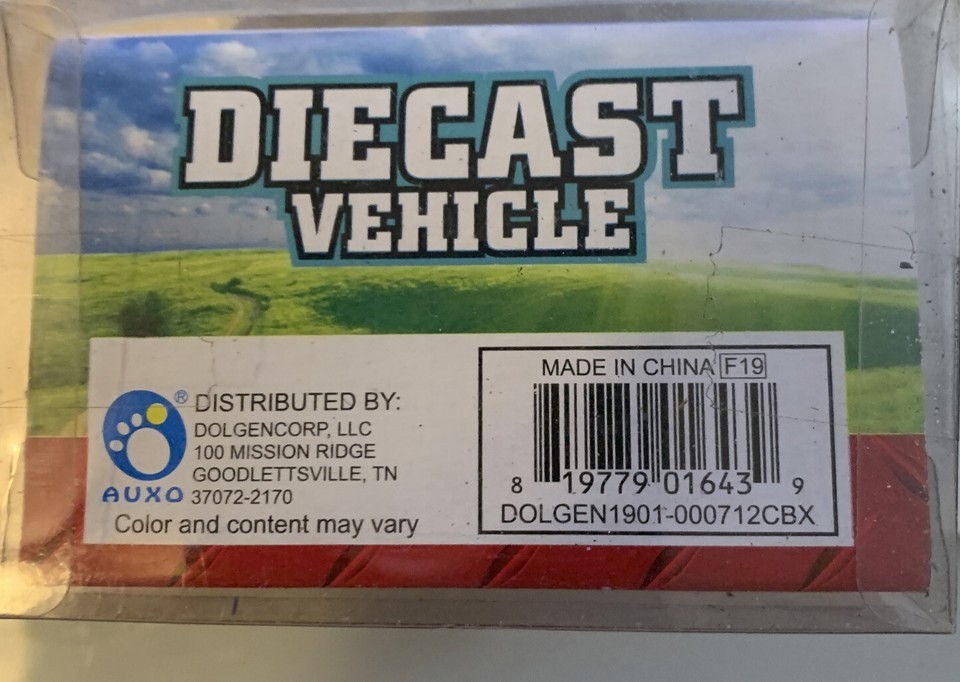 DIECAST
VEHICLE
®
AUXO
DISTRIBUTED BY:
DOLGENCORP, LLC
100 MISSION RIDGE
GOODLETTSVILLE, TN
37072-2170
Color and content may vary
MADE IN CHINA F19
8 19779 01643 9
DOLGEN1901-000712CBX